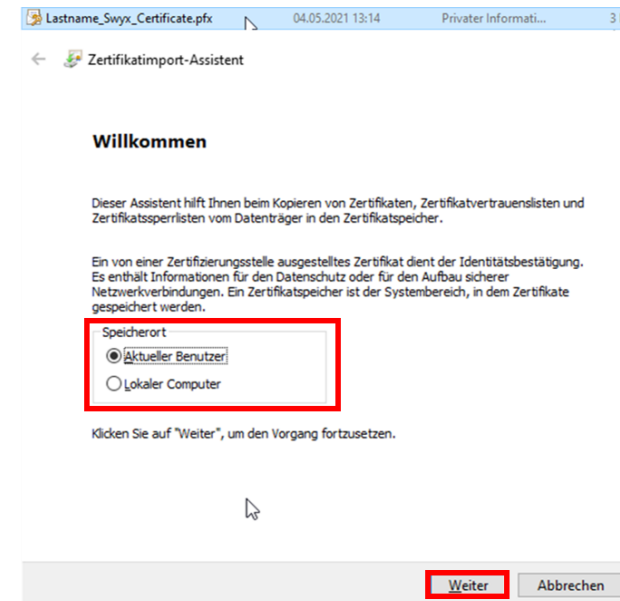 Lastname_Swyx_Certificate.pfx 04.05.2021 13:14 Privater Informati... 3
Zertifikatimport-Assistent
Willkommen
Dieser Assistent hilft Ihnen beim Kopieren von Zertifikaten, Zertifikatvertrauenslisten und
Zertifikatssperrlisten vom Datenträger in den Zertifikatspeicher.
Ein von einer Zertifizierungsstelle ausgestelltes Zertifikat dient der Identitätsbestätigung.
Es enthält Informationen für den Datenschutz oder für den Aufbau sicherer
Netzwerkverbindungen. Ein Zertifikatspeicher ist der Systembereich, in dem Zertifikate
gespeichert werden.
Speicherort
Aktueller Benutzer
Lokaler Computer
Klicken Sie auf "Weiter", um den Vorgang fortzusetzen.
Weiter Abbrechen